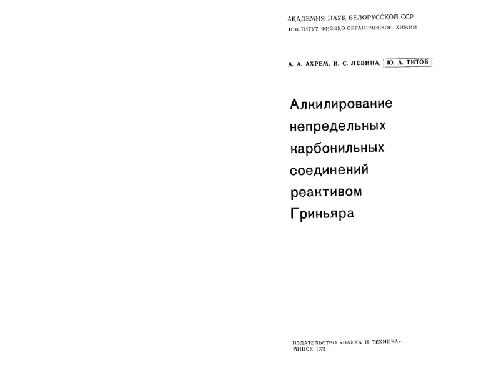 АКАДЕМИЯ НАУК БЕЛОРУССКОЙ ССР
ИНСТИТУТ ФИЗИКО-ОРГАНИЧЕСКОЙ ХИМИИ
А. А. АХРЕМ, И. С. ЛЕВИНА, Ю. А. ТИТОВ
Алкилирование
непредельных
карбонильных
соединений
реактивом
Гриньяра
ИЗДАТЕЛЬСТВО «НАУКА И ТЕХНИКА»
МИНСК